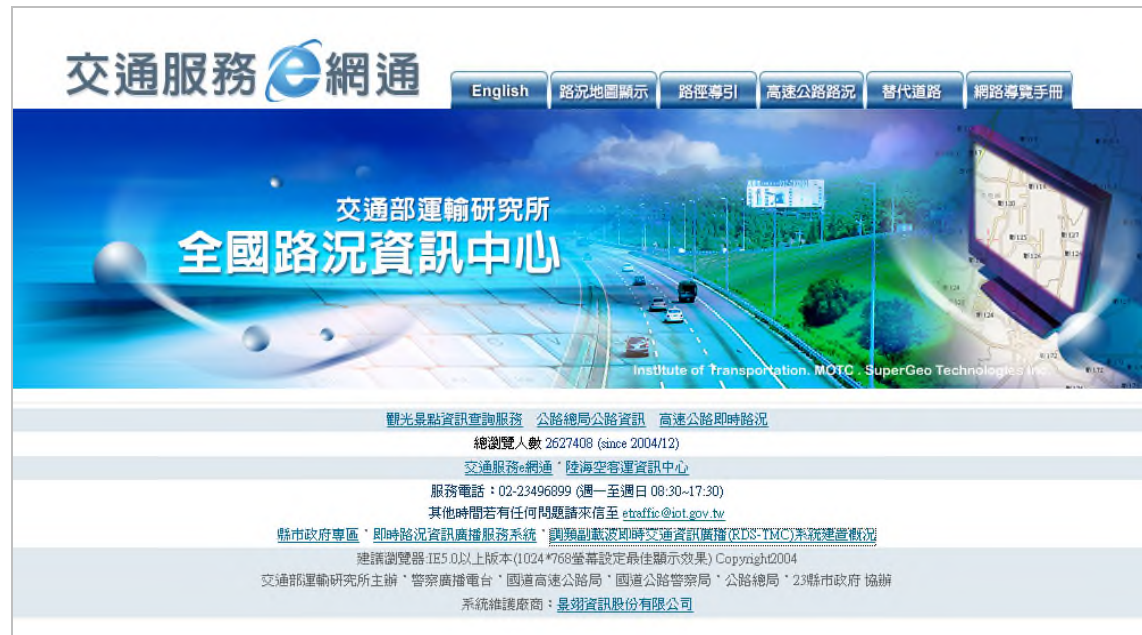 交通服務e網通
English 路況地圖顯示 路徑導引 高速公路路況 替代道路 網路導覽手冊
交通部運輸研究所
全國路況資訊中心
Institute of Transportation. MOTC . SuperGeo Technologies Inc.
觀光景點資訊查詢服務 公路總局公路資訊 高速公路即時路況
總瀏覽人數 2627408 (since 2004/12)
交通服務e網通、陸海空客運資訊中心
服務電話：02-23496899 (週一至週日 08:30~17:30)
其他時間若有任何問題請來信至 etraffic@iot.gov.tw
縣市政府專區、即時路況資訊廣播服務系統、調頻副載波即時交通資訊廣播(RDS-TMC)系統建置概況
建議瀏覽器:IE5.0以上版本(1024*768螢幕設定最佳顯示效果) Copyright2004
交通部運輸研究所主辦、警察廣播電台、國道高速公路局、國道公路警察局、公路總局、23縣市政府 協辦
系統維護廠商：景翊資訊股份有限公司